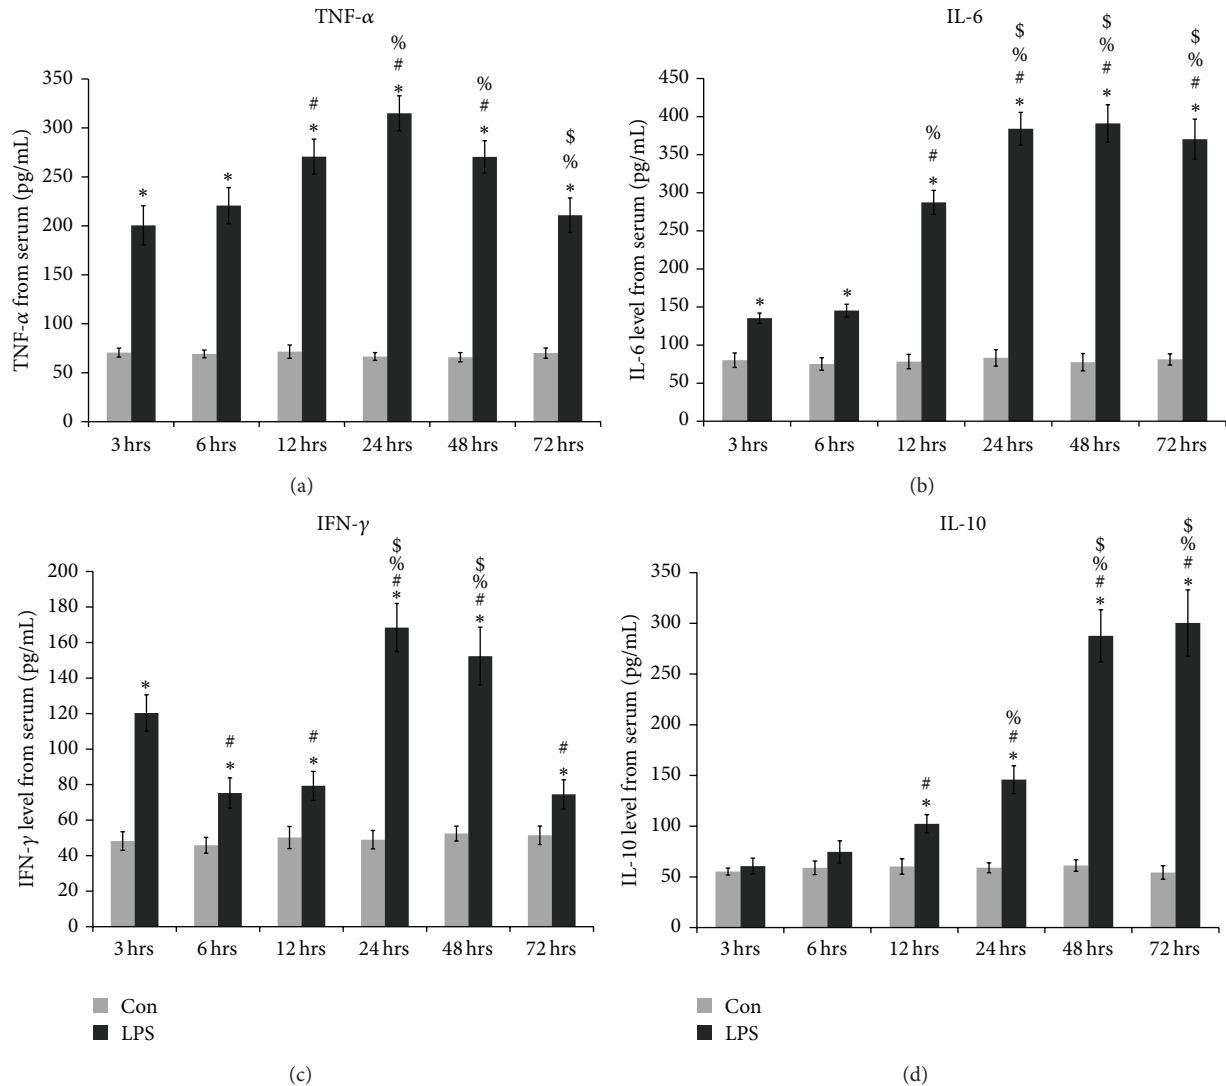 TNF-α
%
#
*
#
*
%
#
*
$
%
*
*
*
TNF-α from serum (pg/mL)
350
300
250
200
150
100
50
0
3 hrs 6 hrs 12 hrs 24 hrs 48 hrs 72 hrs
(a)
IL-6
$ $ $
% % %
# # #
* * *
%
#
*
* *
IL-6 level from serum (pg/mL)
450
400
350
300
250
200
150
100
50
0
3 hrs 6 hrs 12 hrs 24 hrs 48 hrs 72 hrs
(b)
IFN-γ
$ $
% %
# #
* *
*
# # #
* * *
IFN-γ level from serum (pg/mL)
200
180
160
140
120
100
80
60
40
20
0
3 hrs 6 hrs 12 hrs 24 hrs 48 hrs 72 hrs
Con
LPS
(c)
IL-10
$ $
% %
# #
* *
%
#
*
#
*
IL-10 level from serum (pg/mL)
350
300
250
200
150
100
50
0
3 hrs 6 hrs 12 hrs 24 hrs 48 hrs 72 hrs
Con
LPS
(d)